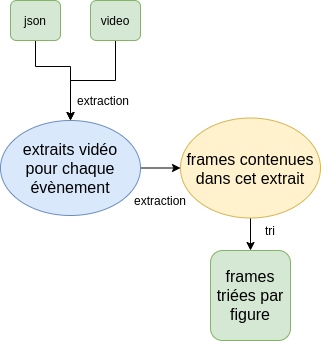 json
video
extraction
extraits vidéo
pour chaque
évènement
frames contenues
dans cet extrait
extraction
tri
frames
triées par
figure